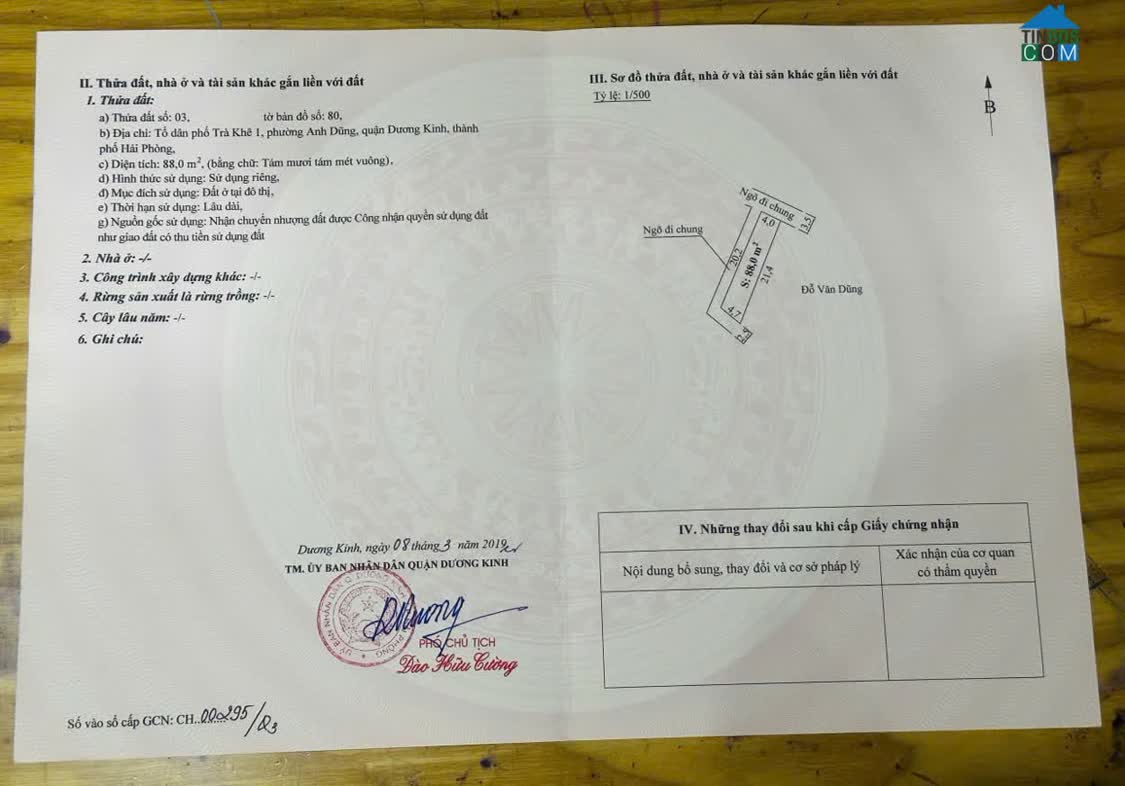 TINBDS
COM
II. Thửa đất, nhà ở và tài sản khác gắn liền với đất
1. Thửa đất:
a) Thửa đất số: 03, tờ bản đồ số: 80,
b) Địa chỉ: Tổ dân phố Trà Khê 1, phường Anh Dũng, quận Dương Kinh, thành
phố Hải Phòng,
c) Diện tích: 88,0 m², (bằng chữ: Tám mươi tám mét vuông),
d) Hình thức sử dụng: Sử dụng riêng,
đ) Mục đích sử dụng: Đất ở tại đô thị,
e) Thời hạn sử dụng: Lâu dài,
g) Nguồn gốc sử dụng: Nhận chuyển nhượng đất được Công nhận quyền sử dụng đất
như giao đất có thu tiền sử dụng đất
2. Nhà ở: -/-
3. Công trình xây dựng khác: -/-
4. Rừng sản xuất là rừng trồng: -/-
5. Cây lâu năm: -/-
6. Ghi chú:
Dương Kinh, ngày 08 tháng 3 năm 2019
TM. ỦY BAN NHÂN DÂN QUẬN DƯƠNG KINH
PHÓ CHỦ TỊCH
Đào Hữu Cường
Số vào sổ cấp GCN: CH..00295/Q3
III. Sơ đồ thửa đất, nhà ở và tài sản khác gắn liền với đất
Tỷ lệ: 1/500
B
Ngõ đi chung
3,5
4,0
Ngõ đi chung
20,2
S: 88,0 m²
21,4
Đỗ Văn Dũng
4,7
IV. Những thay đổi sau khi cấp Giấy chứng nhận
Nội dung bổ sung, thay đổi và cơ sở pháp lý
Xác nhận của cơ quan
có thẩm quyền